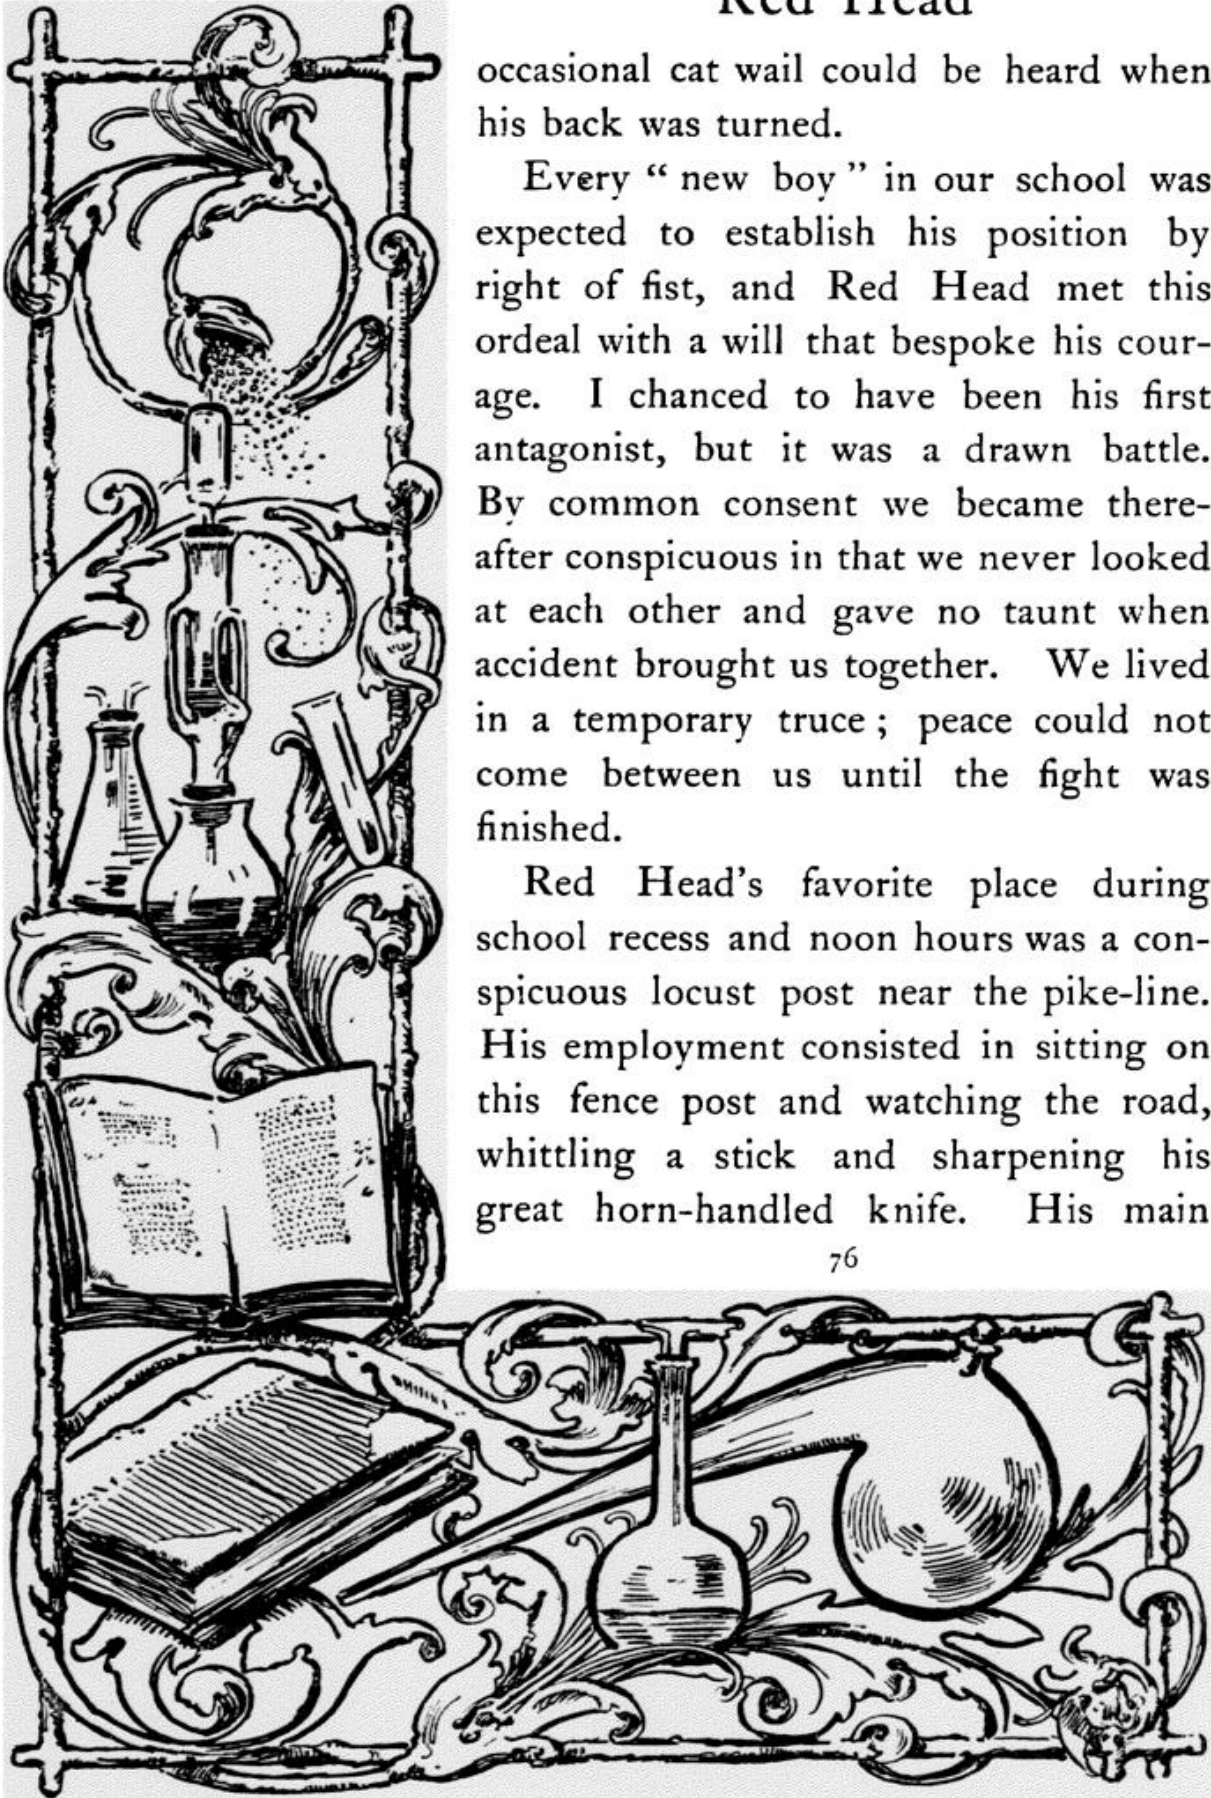 Red Head
occasional cat wail could be heard when
his back was turned.
Every “ new boy ” in our school was
expected to establish his position by
right of fist, and Red Head met this
ordeal with a will that bespoke his cour-
age. I chanced to have been his first
antagonist, but it was a drawn battle.
By common consent we became there-
after conspicuous in that we never looked
at each other and gave no taunt when
accident brought us together. We lived
in a temporary truce ; peace could not
come between us until the fight was
finished.
Red Head’s favorite place during
school recess and noon hours was a con-
spicuous locust post near the pike-line.
His employment consisted in sitting on
this fence post and watching the road,
whittling a stick and sharpening his
great horn-handled knife. His main
76